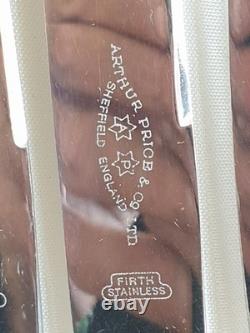 ARTHUR PRICE & Co LTD
A P
SHEFFIELD ENGLAND
FIRTH
STAINLESS